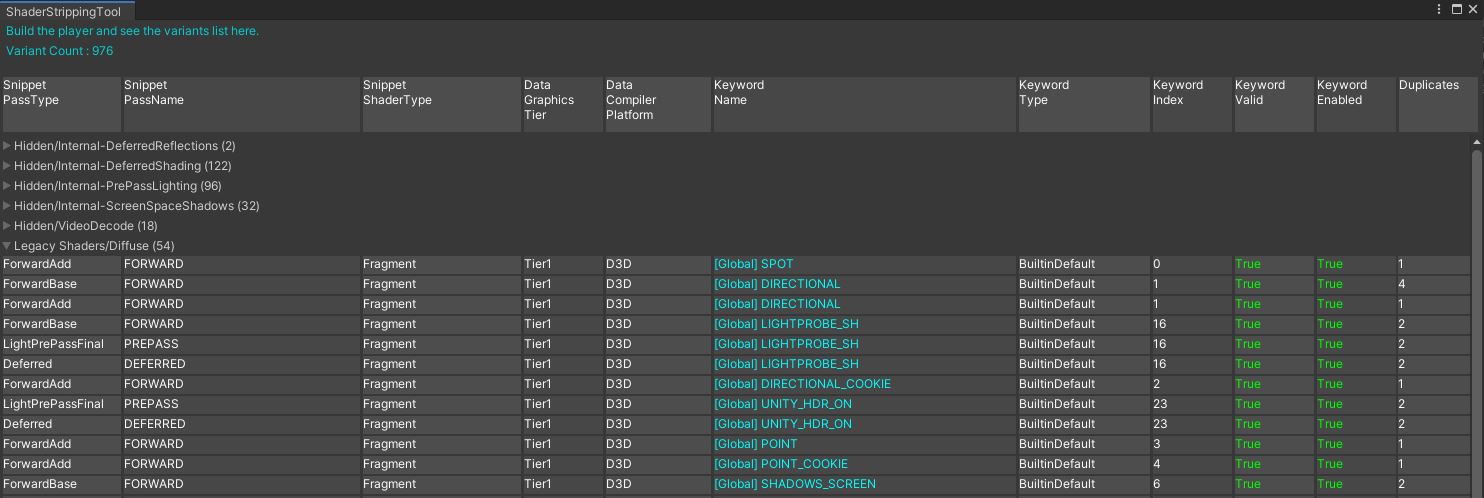 ShaderStrippingTool
Build the player and see the variants list here.
Variant Count : 976
Snippet PassType Snippet PassName Snippet ShaderType Data Graphics Tier Data Compiler Platform Keyword Name Keyword Type Keyword Index Keyword Valid Keyword Enabled Duplicates
Hidden/Internal-DeferredReflections (2)
Hidden/Internal-DeferredShading (122)
Hidden/Internal-PrePassLighting (96)
Hidden/Internal-ScreenSpaceShadows (32)
Hidden/VideoDecode (18)
Legacy Shaders/Diffuse (54)
ForwardAdd FORWARD Fragment Tier1 D3D [Global] SPOT BuiltinDefault 0 True True 1
ForwardBase FORWARD Fragment Tier1 D3D [Global] DIRECTIONAL BuiltinDefault 1 True True 4
ForwardAdd FORWARD Fragment Tier1 D3D [Global] DIRECTIONAL BuiltinDefault 1 True True 1
ForwardBase FORWARD Fragment Tier1 D3D [Global] LIGHTPROBE_SH BuiltinDefault 16 True True 2
LightPrePassFinal PREPASS Fragment Tier1 D3D [Global] LIGHTPROBE_SH BuiltinDefault 16 True True 2
Deferred DEFERRED Fragment Tier1 D3D [Global] LIGHTPROBE_SH BuiltinDefault 16 True True 2
ForwardAdd FORWARD Fragment Tier1 D3D [Global] DIRECTIONAL_COOKIE BuiltinDefault 2 True True 1
LightPrePassFinal PREPASS Fragment Tier1 D3D [Global] UNITY_HDR_ON BuiltinDefault 23 True True 2
Deferred DEFERRED Fragment Tier1 D3D [Global] UNITY_HDR_ON BuiltinDefault 23 True True 2
ForwardAdd FORWARD Fragment Tier1 D3D [Global] POINT BuiltinDefault 3 True True 1
ForwardAdd FORWARD Fragment Tier1 D3D [Global] POINT_COOKIE BuiltinDefault 4 True True 1
ForwardBase FORWARD Fragment Tier1 D3D [Global] SHADOWS_SCREEN BuiltinDefault 6 True True 2